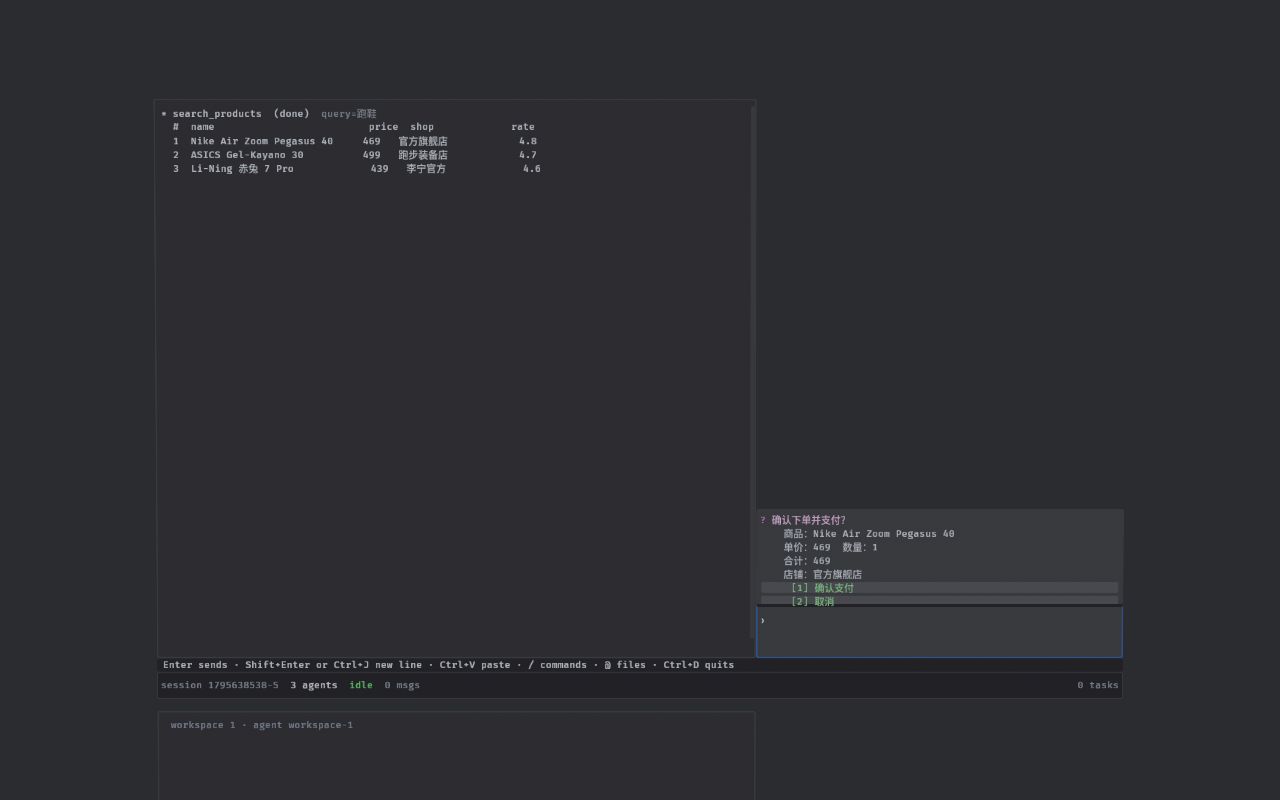 * search_products (done) query=跑鞋
# name price shop rate
1 Nike Air Zoom Pegasus 40 469 官方旗舰店 4.8
2 ASICS Gel-Kayano 30 499 跑步装备店 4.7
3 Li-Ning 赤兔 7 Pro 439 李宁官方 4.6
? 确认下单并支付?
商品: Nike Air Zoom Pegasus 40
单价: 469 数量: 1
合计: 469
店铺: 官方旗舰店
[1] 确认支付
[2] 取消
›
Enter sends · Shift+Enter or Ctrl+J new line · Ctrl+V paste · / commands · @ files · Ctrl+D quits
session 1795638538-5 3 agents idle 0 msgs 0 tasks
workspace 1 · agent workspace-1